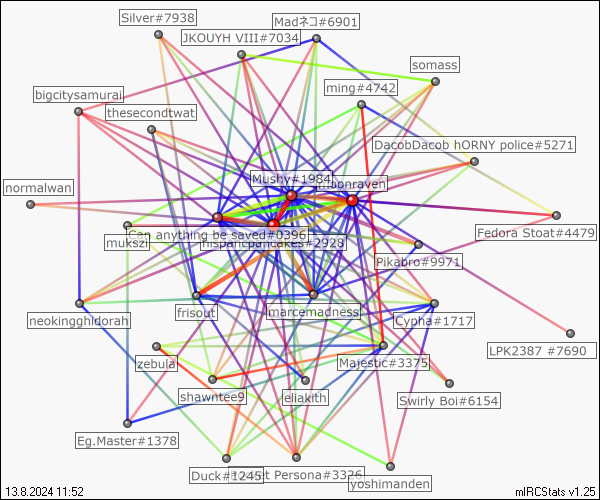 Silver#7938
Madネコ#6901
JKOUYH VIII#7034
somass
ming#4742
bigcitysamurai
thesecondtwat
DacobDacob hORNY police#5271
Mushy#1984
moonraven
normalwan
Fedora Stoat#4479
Can anything be saved#0396
mukszi
hispanicpancakes#2928
Pikabro#9971
neokingghidorah
frisout
marcemadness
Cypha#1717
LPK2387 #7690
zebula
Majestic#3375
shawntee9
eliakith
Swirly Boi#6154
Eg.Master#1378
Duck#1245
Persona#3326
yoshimanden
13.8.2024 11:52
mIRCStats v1.25